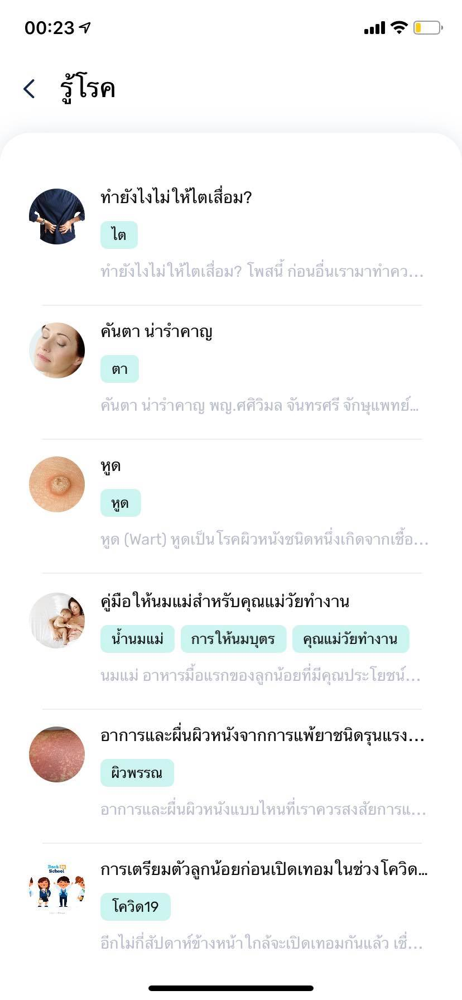 00:23
รู้โรค
ทำยังไงไม่ให้ไตเสื่อม?
ไต
ทำยังไงไม่ให้ไตเสื่อม? โพสนี้ ก่อนอื่นเรามาทำคว...
คันตา น่ารำคาญ
ตา
คันตา น่ารำคาญ พญ.ศศิวิมล จันทรศรี จักษุแพทย์...
หูด
หูด
หูด (Wart) หูดเป็นโรคผิวหนังชนิดหนึ่งเกิดจากเชื้อ...
คู่มือให้นมแม่สำหรับคุณแม่วัยทำงาน
น้ำนมแม่ การให้นมบุตร คุณแม่วัยทำงาน
นมแม่ อาหารมื้อแรกของลูกน้อยที่มีคุณประโยชน์...
อาการและผื่นผิวหนังจากการแพ้ยาชนิดรุนแรง...
ผิวพรรณ
อาการและผื่นผิวหนังแบบไหนที่เราควรสงสัยการแ...
Back to
School
การเตรียมตัวลูกน้อยก่อนเปิดเทอมในช่วงโควิด...
โควิด19
อีกไม่กี่สัปดาห์ข้างหน้าใกล้จะเปิดเทอมกันแล้ว เชื่...